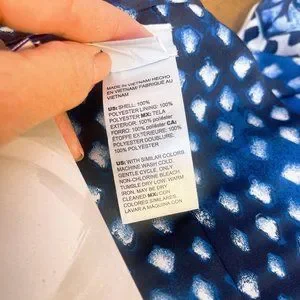 MADE IN VIETNAM/ HECHO
EN VIETNAM/ FABRIQUÉ AU
VIETNAM
US: SHELL: 100%
POLYESTER LINING: 100%
POLYESTER MX: TELA
EXTERIOR: 100% poliéster
FORRO: 100% poliéster CA:
ÉTOFFE EXTÉRIEURE: 100%
POLYESTER DOUBLURE:
100% POLYESTER
US: WITH SIMILAR COLORS
MACHINE WASH COLD,
GENTLE CYCLE, ONLY
NON-CHLORINE BLEACH,
TUMBLE DRY LOW, WARM
IRON, MAY BE DRY
CLEANED MX: CON
COLORES SIMILARES,
LAVAR A MÁQUINA CON